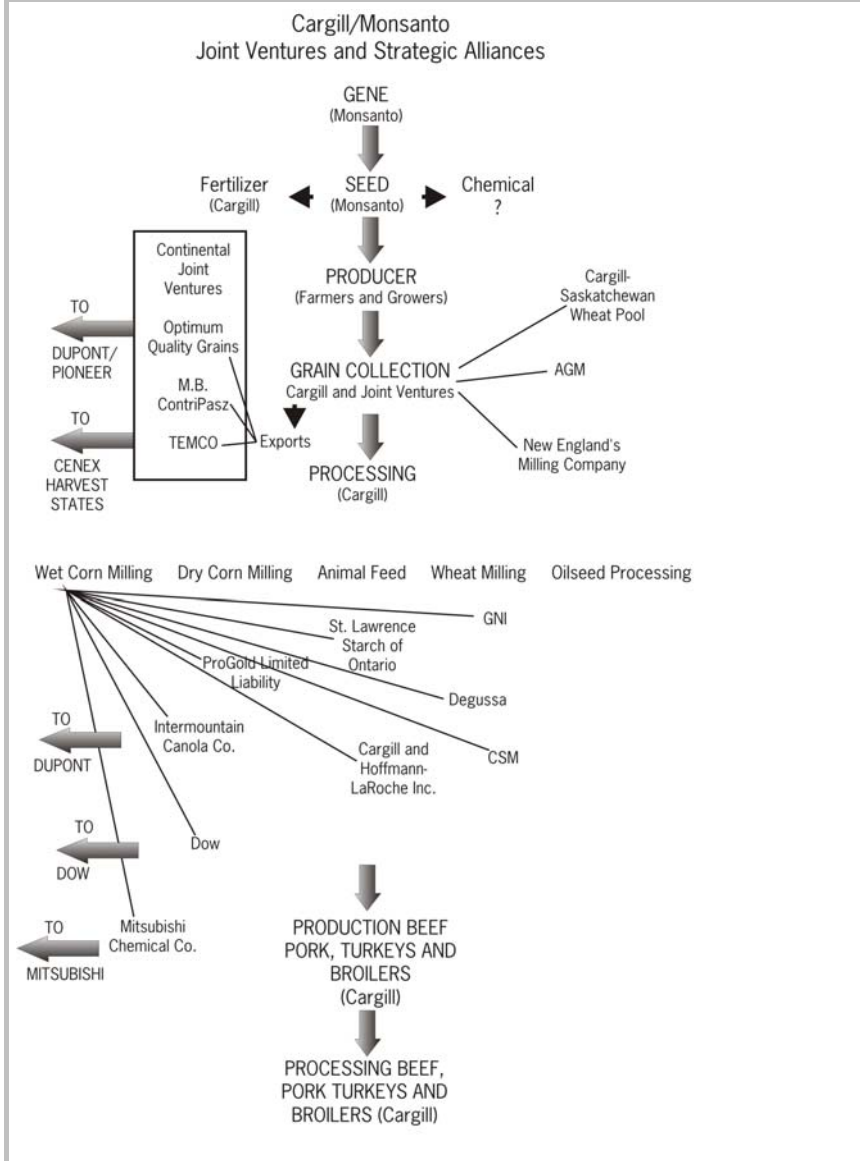 Cargill/Monsanto
Joint Ventures and Strategic Alliances
GENE
(Monsanto)
Fertilizer
(Cargill)
SEED
(Monsanto)
Chemical
?
Continental
Joint
Ventures
PRODUCER
(Farmers and Growers)
Cargill-
Saskatchewan
Wheat Pool
TO
DUPONT/
PIONEER
Optimum
Quality Grains
GRAIN COLLECTION
Cargill and Joint Ventures
AGM
M.B.
ContriPasz
TO
CENEX
HARVEST
STATES
TEMCO
Exports
New England's
Milling Company
PROCESSING
(Cargill)
Wet Corn Milling
Dry Corn Milling
Animal Feed
Wheat Milling
Oilseed Processing
GNI
St. Lawrence
Starch of
Ontario
ProGold Limited
Liability
Degussa
Intermountain
Canola Co.
TO
DUPONT
Cargill and
Hoffmann-
LaRoche Inc.
CSM
Dow
TO
DOW
Mitsubishi
Chemical Co.
TO
MITSUBISHI
PRODUCTION BEEF
PORK, TURKEYS AND
BROILERS
(Cargill)
PROCESSING BEEF,
PORK TURKEYS AND
BROILERS (Cargill)